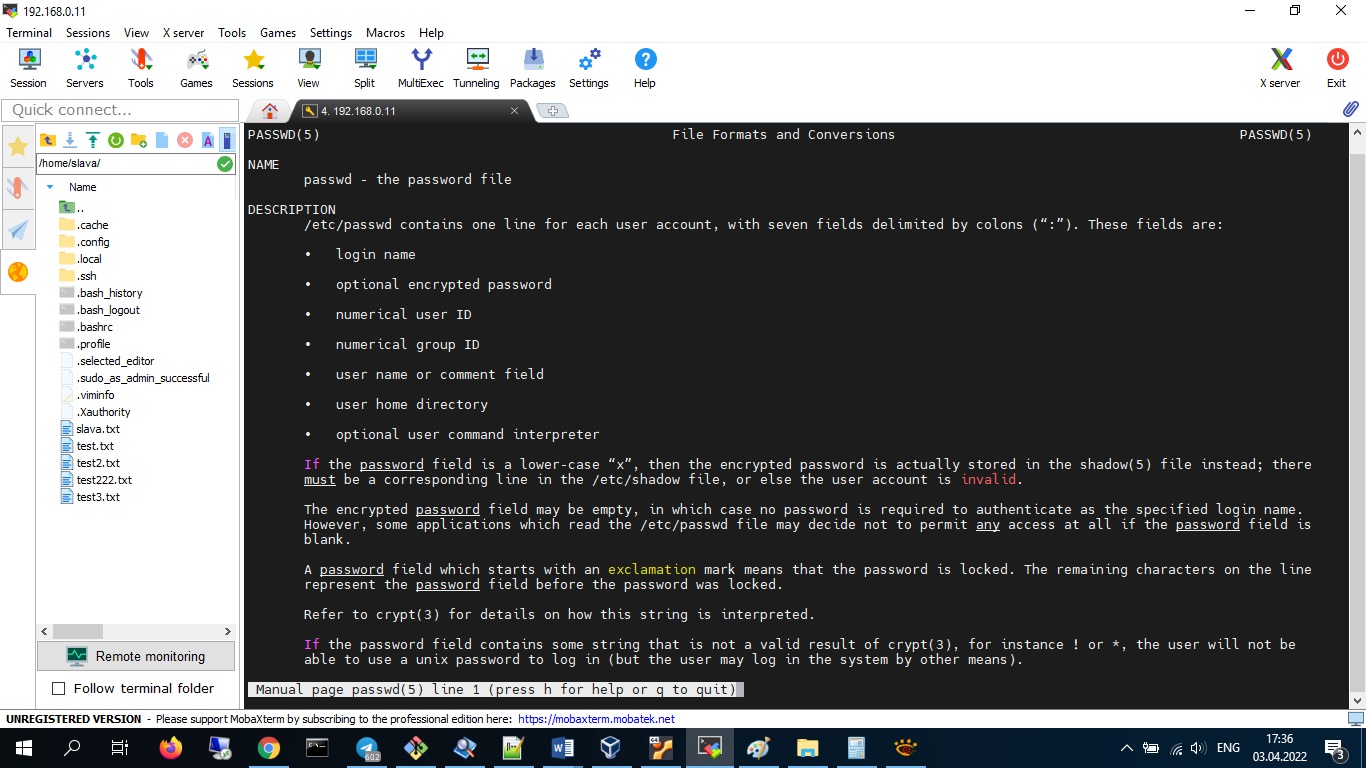 192.168.0.11
Terminal Sessions View X server Tools Games Settings Macros Help
Session Servers Tools Games Sessions View Split MultiExec Tunneling Packages Settings Help X server Exit
Quick connect...
4. 192.168.0.11
/home/slava/
Name
..
.cache
.config
.local
.ssh
.bash_history
.bash_logout
.bashrc
.profile
.selected_editor
.sudo_as_admin_successful
.viminfo
.Xauthority
slava.txt
test.txt
test2.txt
test222.txt
test3.txt
Remote monitoring
Follow terminal folder
PASSWD(5) File Formats and Conversions PASSWD(5)
NAME
passwd - the password file
DESCRIPTION
/etc/passwd contains one line for each user account, with seven fields delimited by colons (“:”). These fields are:
• login name
• optional encrypted password
• numerical user ID
• numerical group ID
• user name or comment field
• user home directory
• optional user command interpreter
If the password field is a lower-case “x”, then the encrypted password is actually stored in the shadow(5) file instead; there
must be a corresponding line in the /etc/shadow file, or else the user account is invalid.
The encrypted password field may be empty, in which case no password is required to authenticate as the specified login name.
However, some applications which read the /etc/passwd file may decide not to permit any access at all if the password field is
blank.
A password field which starts with an exclamation mark means that the password is locked. The remaining characters on the line
represent the password field before the password was locked.
Refer to crypt(3) for details on how this string is interpreted.
If the password field contains some string that is not a valid result of crypt(3), for instance ! or *, the user will not be
able to use a unix password to log in (but the user may log in the system by other means).
Manual page passwd(5) line 1 (press h for help or q to quit)
UNREGISTERED VERSION - Please support MobaXterm by subscribing to the professional edition here: https://mobaxterm.mobatek.net
602
64
ENG
17:36
03.04.2022
3